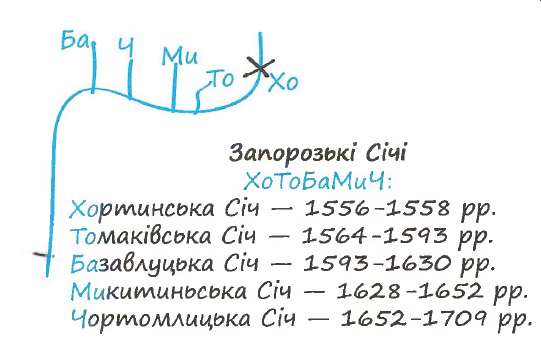 Ба
Ч
Ми
То
Хо
Запорозькі Січі
ХоТоБаМиЧ:
Хортинська Січ — 1556-1558 рр.
Томаківська Січ — 1564-1593 рр.
Базавлуцька Січ — 1593-1630 рр.
Микитиньська Січ — 1628-1652 рр.
Чортомлицька Січ — 1652-1709 рр.